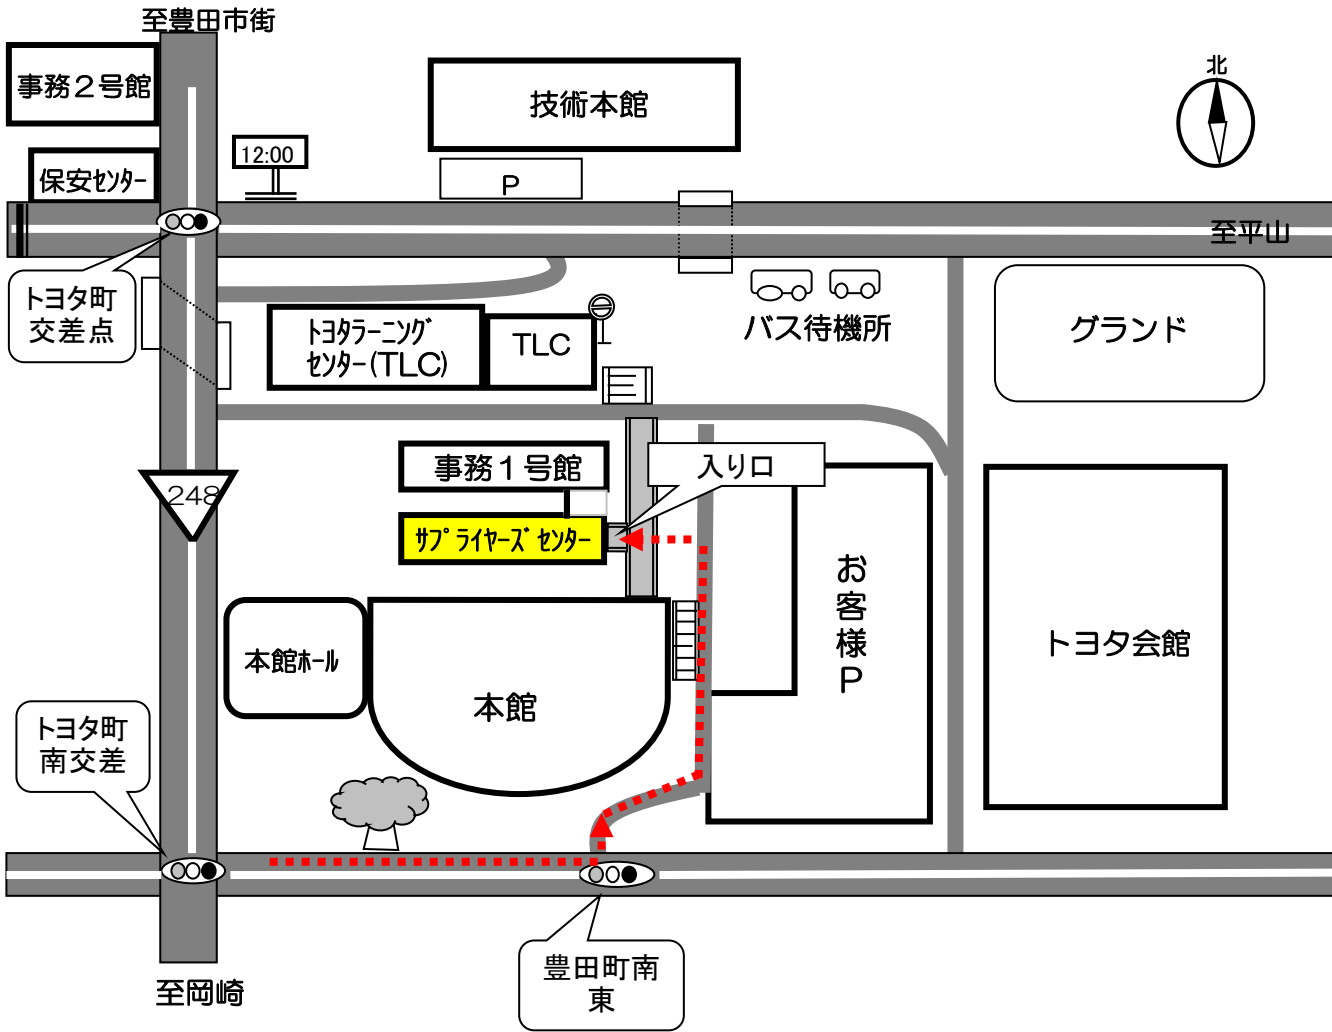 至豊田市街
事務２号館
技術本館
北
12:00
保安ｾﾝﾀｰ
P
至平山
トヨタ町
交差点
ﾄﾖﾀﾗｰﾆﾝｸﾞ
ｾﾝﾀｰ(TLC)
TLC
バス待機所
グランド
事務１号館
入り口
248
ｻﾌﾟﾗｲﾔｰｽﾞｾﾝﾀｰ
お客様P
本館ﾎｰﾙ
本館
トヨタ会館
トヨタ町
南交差
豊田町南
東
至岡崎